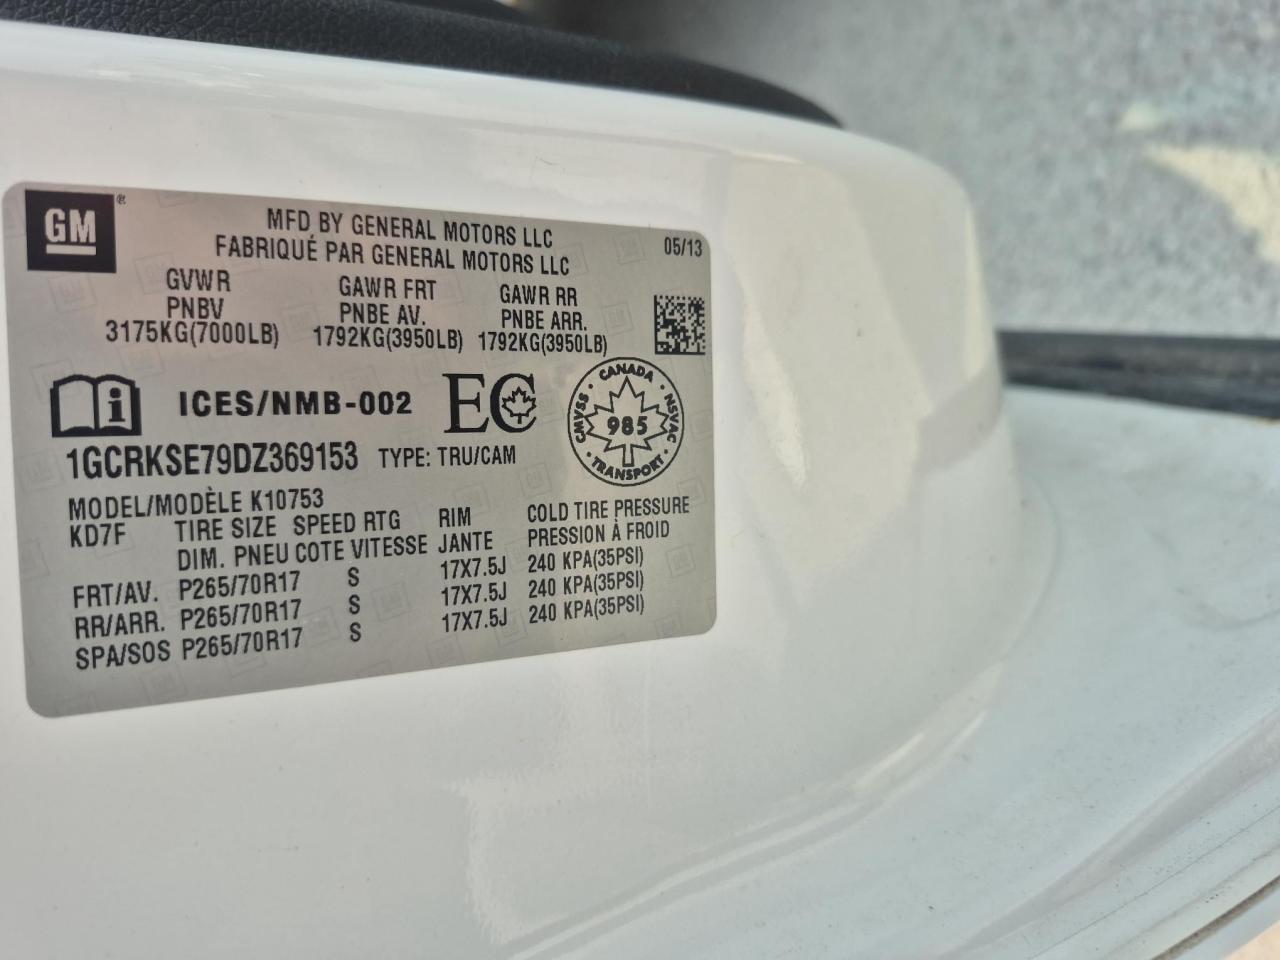 GM ®
MFD BY GENERAL MOTORS LLC
FABRIQUÉ PAR GENERAL MOTORS LLC
05/13
GVWR GAWR FRT GAWR RR
PNBV PNBE AV. PNBE ARR.
3175KG(7000LB) 1792KG(3950LB) 1792KG(3950LB)
ICES/NMB-002 EC
CANADA
CMVSS 985 NSVAC
TRANSPORT
1GCRKSE79DZ369153 TYPE: TRU/CAM
MODEL/MODÈLE K10753
KD7F TIRE SIZE SPEED RTG RIM COLD TIRE PRESSURE
DIM. PNEU COTE VITESSE JANTE PRESSION À FROID
FRT/AV. P265/70R17 S 17X7.5J 240 KPA(35PSI)
RR/ARR. P265/70R17 S 17X7.5J 240 KPA(35PSI)
SPA/SOS P265/70R17 S 17X7.5J 240 KPA(35PSI)